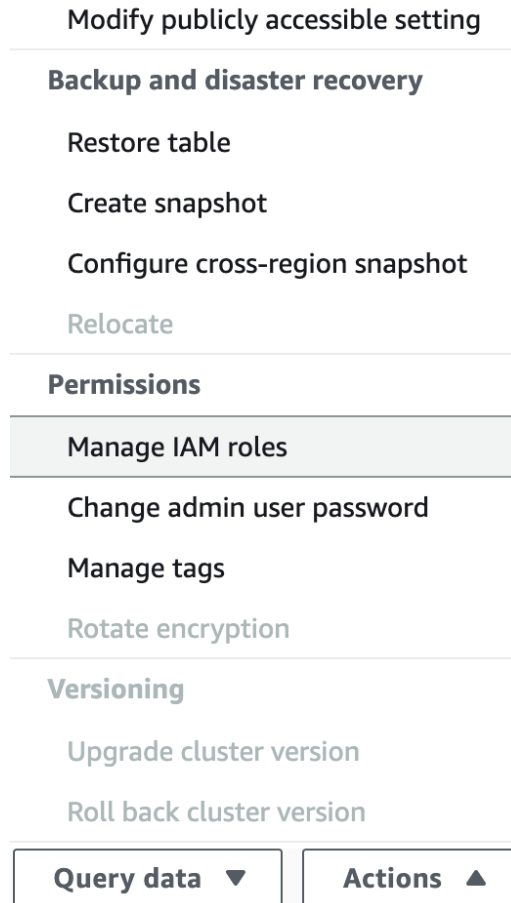 Modify publicly accessible setting
Backup and disaster recovery
Restore table
Create snapshot
Configure cross-region snapshot
Relocate
Permissions
Manage IAM roles
Change admin user password
Manage tags
Rotate encryption
Versioning
Upgrade cluster version
Roll back cluster version
Query data ▼ Actions ▲